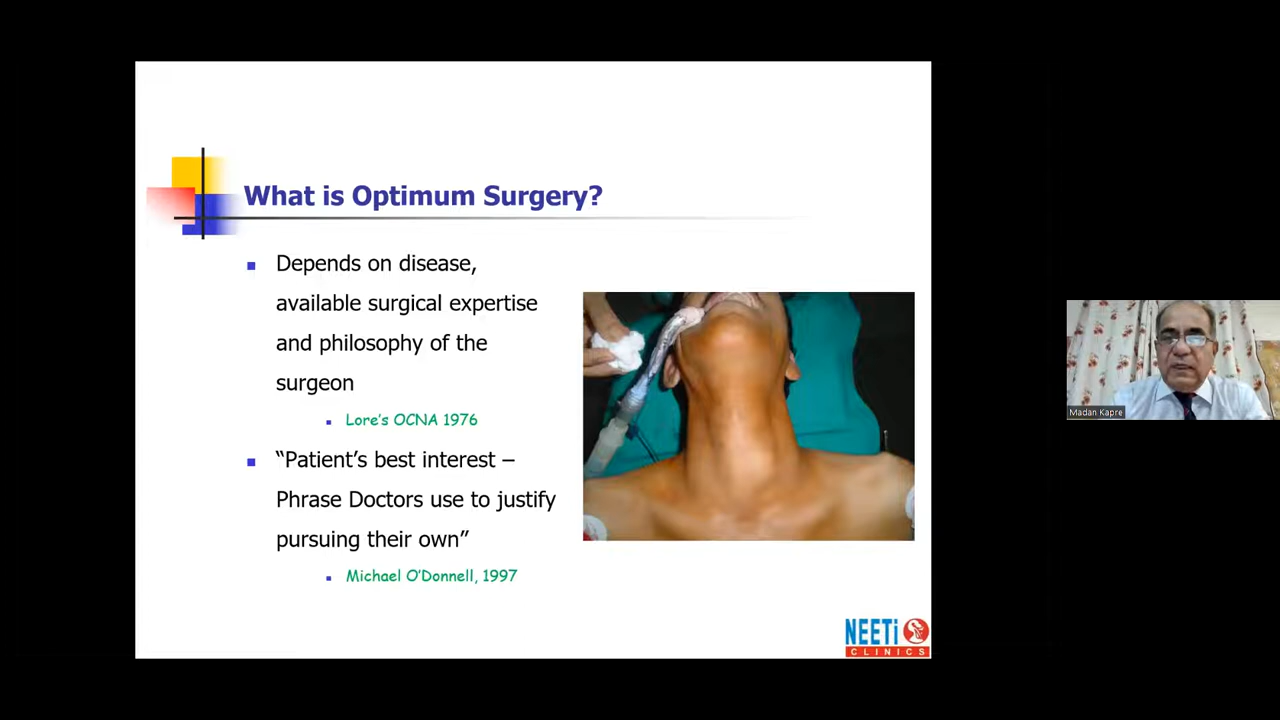 What is Optimum Surgery?
Depends on disease,
available surgical expertise
and philosophy of the
surgeon
Lore's OCNA 1976
“Patient’s best interest –
Phrase Doctors use to justify
pursuing their own”
Michael O’Donnell, 1997
NEETi
CLINICS
Madan Kapre